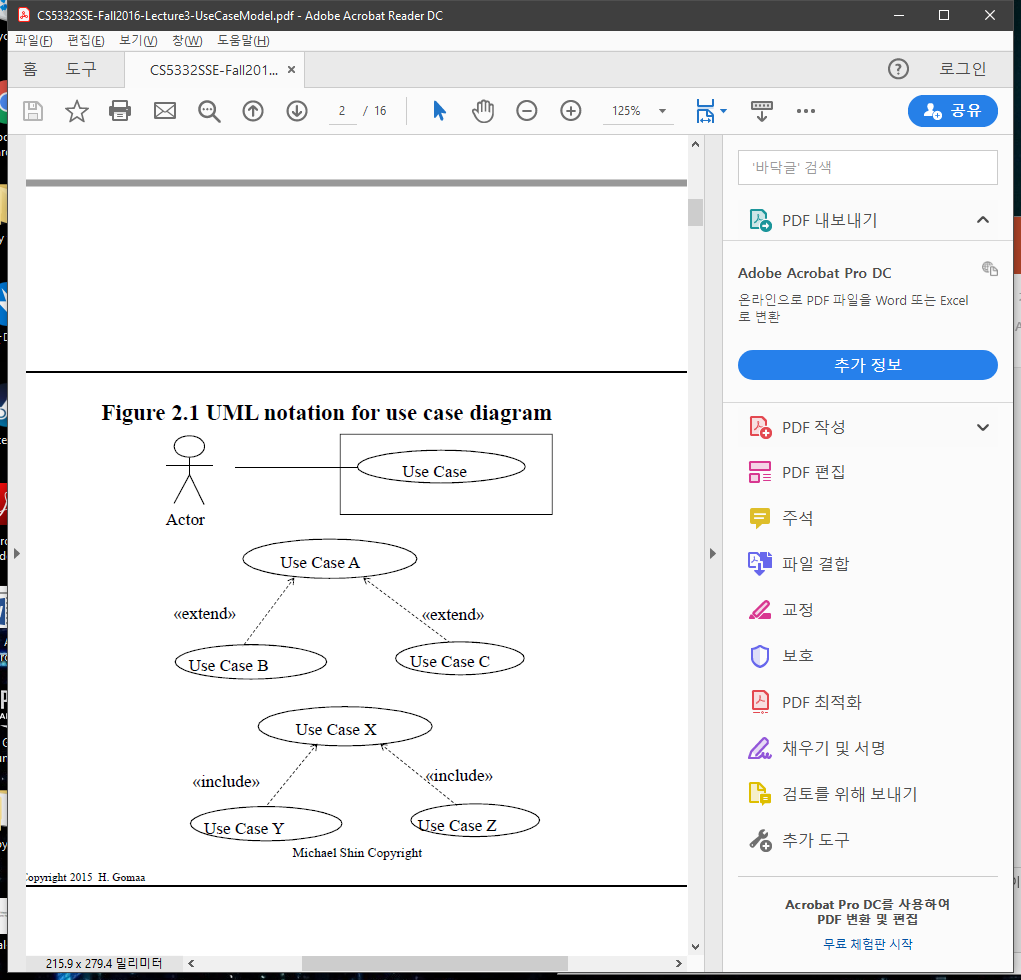 CS5332SSE-Fall2016-Lecture3-UseCaseModel.pdf - Adobe Acrobat Reader DC
파일(F) 편집(E) 보기(V) 창(W) 도움말(H)
홈 도구 CS5332SSE-Fall201... × 로그인
2 / 16 125% 공유
'바닥글' 검색
PDF 내보내기
Adobe Acrobat Pro DC
온라인으로 PDF 파일을 Word 또는 Excel
로 변환
추가 정보
PDF 작성
PDF 편집
주석
파일 결합
교정
보호
PDF 최적화
채우기 및 서명
검토를 위해 보내기
추가 도구
Acrobat Pro DC를 사용하여
PDF 변환 및 편집
무료 체험판 시작
Figure 2.1 UML notation for use case diagram
Use Case
Actor
Use Case A
«extend» «extend»
Use Case B Use Case C
Use Case X
«include» «include»
Use Case Y Use Case Z
Michael Shin Copyright
opyright 2015 H. Gomaa
215.9 x 279.4 밀리미터